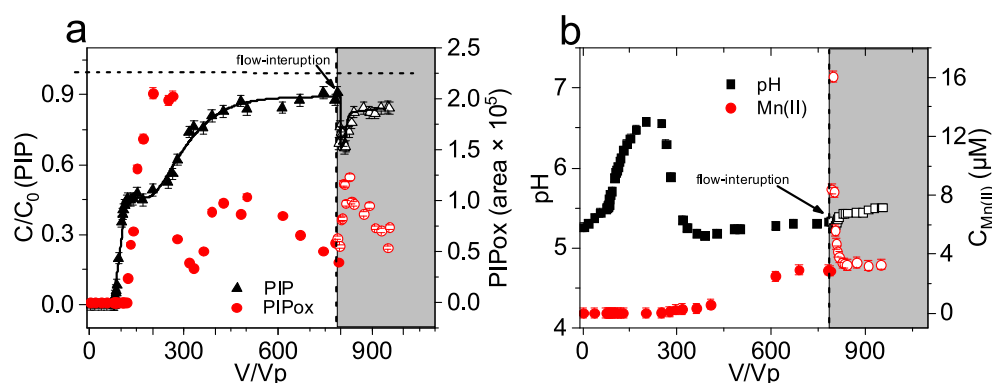 a
b
flow-interuption
C/C₀ (PIP)
0.9
0.6
0.3
0.0
PIPox (area × 10⁵)
2.5
2.0
1.5
1.0
0.5
0.0
PIP
PIPox
0 300 600 900
V/Vp
pH
7
6
5
4
pH
Mn(II)
flow-interuption
C_Mn(II) (µM)
16
12
8
4
0
0 300 600 900
V/Vp